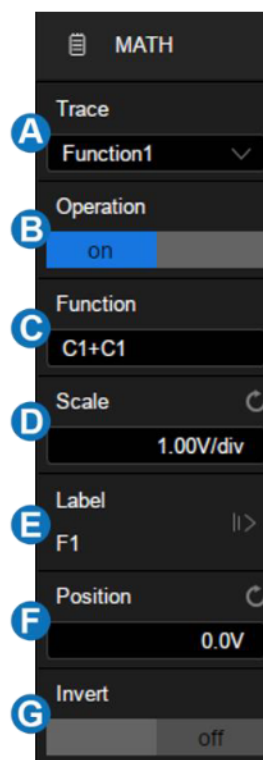 MATH
Trace
A
Function1
Operation
B
on
Function
C
C1+C1
Scale
D
1.00V/div
Label
E
F1
Position
F
0.0V
Invert
G
off